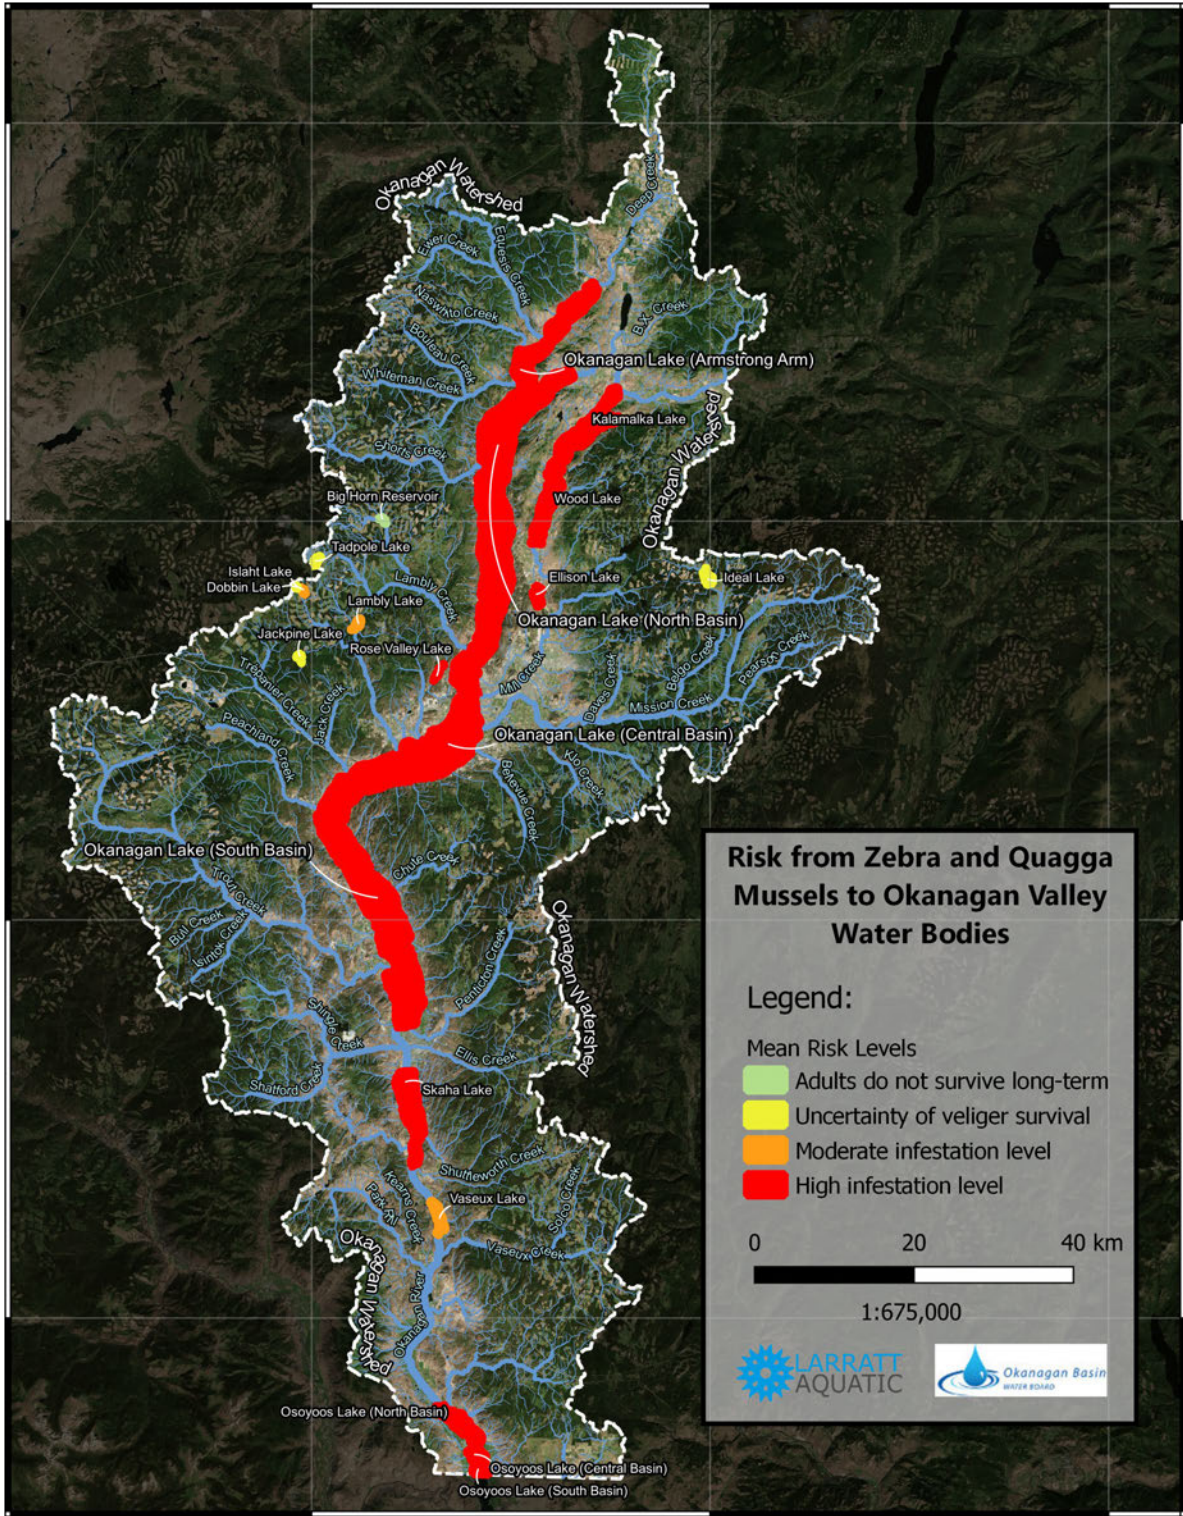 Okanagan Watershed
Deep Creek
Ewer Creek
Equesis Creek
Naswhito Creek
B.X. Creek
Bouleau Creek
Okanagan Lake (Armstrong Arm)
Whiteman Creek
Kalamalka Lake
Okanagan Watershed
Shorts Creek
Big Horn Reservoir
Wood Lake
Tadpole Lake
Islaht Lake
Dobbin Lake
Lambly Creek
Ellison Lake
Ideal Lake
Lambly Lake
Okanagan Lake (North Basin)
Jackpine Lake
Rose Valley Lake
Trepanier Creek
Mill Creek
Belgo Creek
Pearson Creek
Daves Creek
Mission Creek
Jack Creek
Peachland Creek
Okanagan Lake (Central Basin)
Klo Creek
Bellevue Creek
Okanagan Lake (South Basin)
Chute Creek
Trout Creek
Bull Creek
Isintok Creek
Okanagan Watershed
Penticton Creek
Shingle Creek
Ellis Creek
Shatford Creek
Skaha Lake
Shuttleworth Creek
Kearns Creek
Park Rill
Vaseux Lake
Solco Creek
Vaseux Creek
Okanagan Watershed
Okanagan River
Osoyoos Lake (North Basin)
Osoyoos Lake (Central Basin)
Osoyoos Lake (South Basin)
Risk from Zebra and Quagga
Mussels to Okanagan Valley
Water Bodies
Legend:
Mean Risk Levels
Adults do not survive long-term
Uncertainty of veliger survival
Moderate infestation level
High infestation level
0 20 40 km
1:675,000
LARRATT
AQUATIC
Okanagan Basin
WATER BOARD